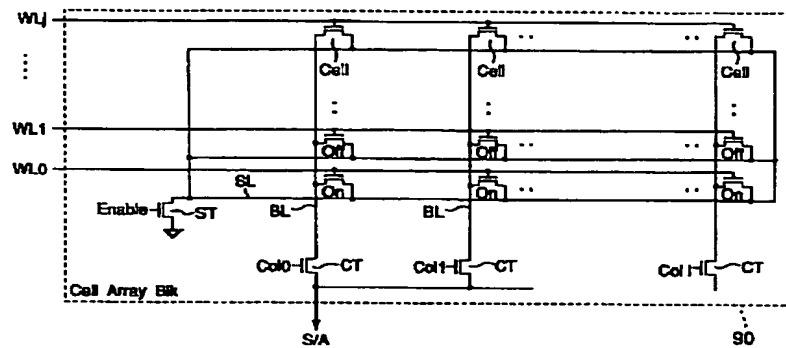 WLj
Cell Cell Cell
WL1
Off Off Off
WL0
On On On
SL
Enable ST BL BL
Col0 CT Col1 CT Col i CT
Cell Array Blk
S/A 90